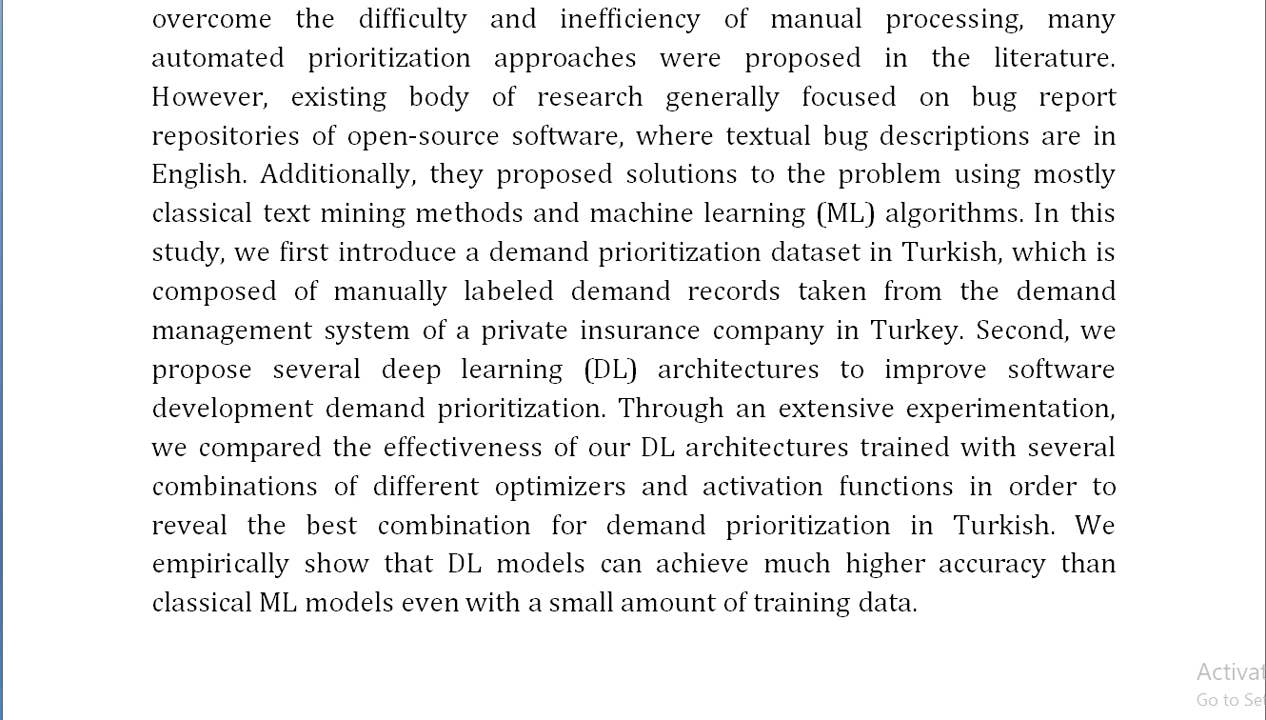 overcome the difficulty and inefficiency of manual processing, many
automated prioritization approaches were proposed in the literature.
However, existing body of research generally focused on bug report
repositories of open-source software, where textual bug descriptions are in
English. Additionally, they proposed solutions to the problem using mostly
classical text mining methods and machine learning (ML) algorithms. In this
study, we first introduce a demand prioritization dataset in Turkish, which is
composed of manually labeled demand records taken from the demand
management system of a private insurance company in Turkey. Second, we
propose several deep learning (DL) architectures to improve software
development demand prioritization. Through an extensive experimentation,
we compared the effectiveness of our DL architectures trained with several
combinations of different optimizers and activation functions in order to
reveal the best combination for demand prioritization in Turkish. We
empirically show that DL models can achieve much higher accuracy than
classical ML models even with a small amount of training data.
Activat
Go to Set